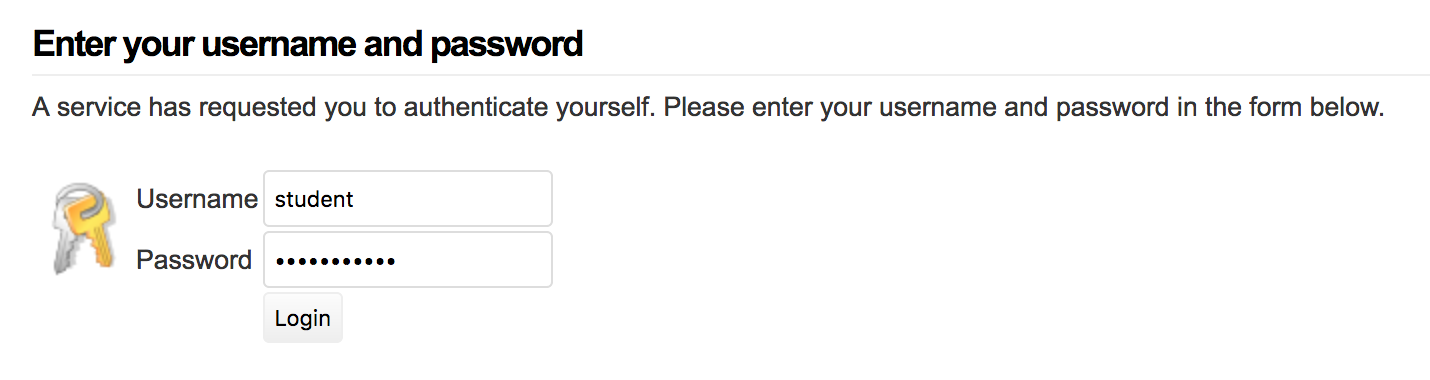 Enter your username and password
A service has requested you to authenticate yourself. Please enter your username and password in the form below.
Username student
Password •••••••••••
Login